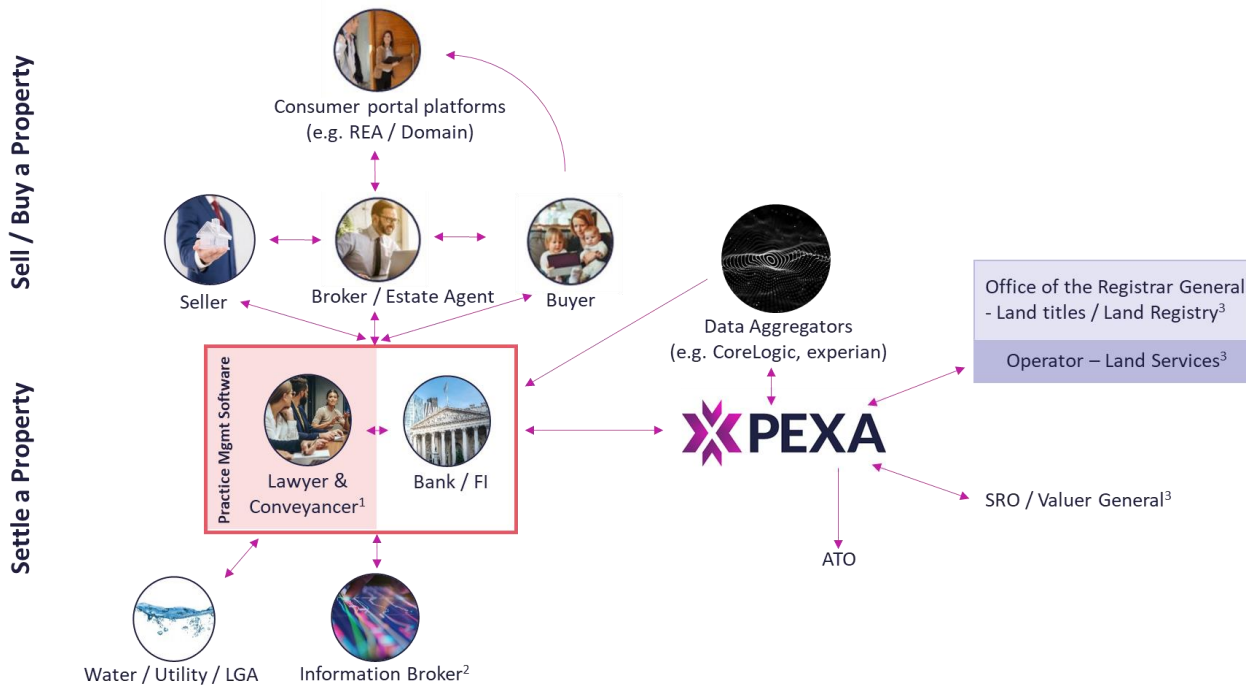 Sell / Buy a Property
Consumer portal platforms
(e.g. REA / Domain)
Seller
Broker / Estate Agent
Buyer
Data Aggregators
(e.g. CoreLogic, experian)
Office of the Registrar General
- Land titles / Land Registry³
Operator – Land Services³
Settle a Property
Practice Mgmt Software
Lawyer &
Conveyancer¹
Bank / FI
PEXA
SRO / Valuer General³
ATO
Water / Utility / LGA
Information Broker²